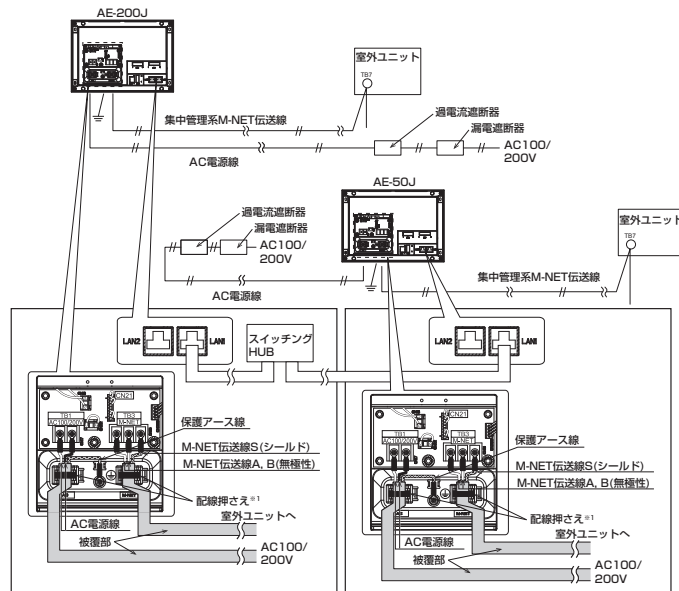 AE-200J
室外ユニット
TB7
集中管理系M-NET伝送線
過電流遮断器
漏電遮断器
AC100/
200V
AC電源線
AE-50J
過電流遮断器
漏電遮断器
AC100/
200V
AC電源線
室外ユニット
TB7
集中管理系M-NET伝送線
LAN2
LAN1
スイッチング
HUB
LAN2
LAN1
CN21
TB1
AC100/200V
TB3
M-NET
保護アース線
M-NET伝送線S(シールド)
M-NET伝送線A, B(無極性)
配線押さえ※1
M-NET
AC電源線
室外ユニットへ
被覆部
AC100/
200V
CN21
TB1
AC100/200V
TB3
M-NET
保護アース線
M-NET伝送線S(シールド)
M-NET伝送線A, B(無極性)
配線押さえ※1
M-NET
AC電源線
室外ユニットへ
被覆部
AC100/
200V